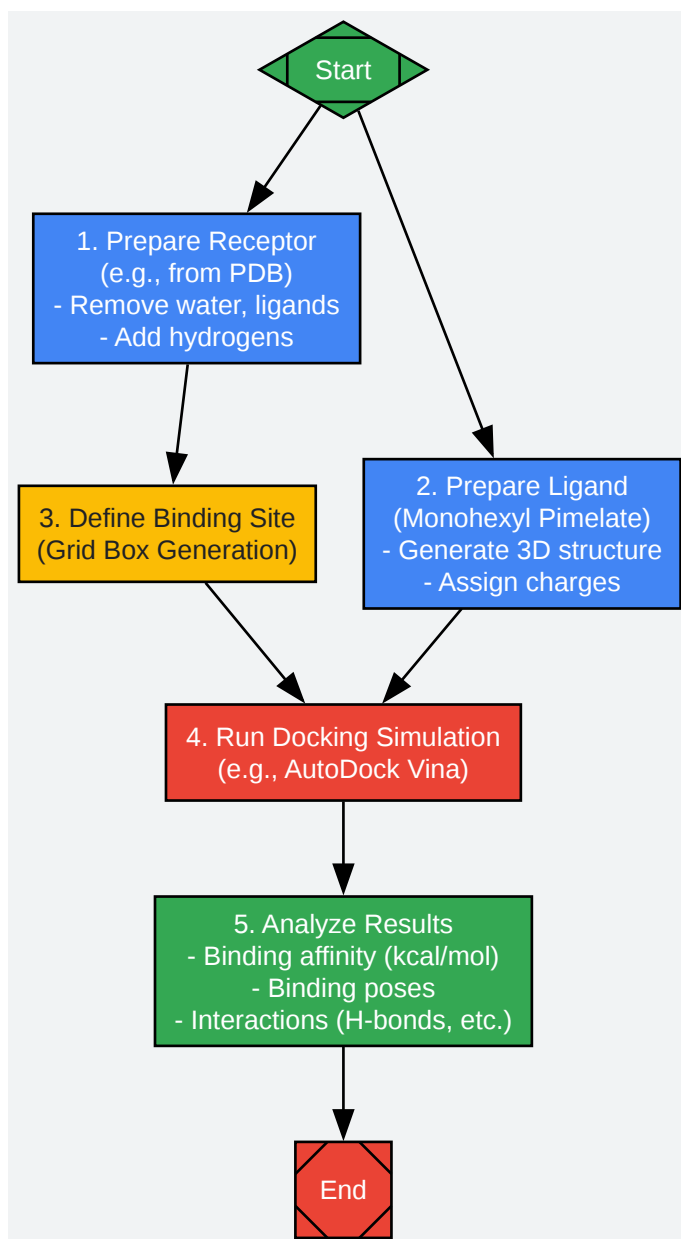 Start
1. Prepare Receptor
(e.g., from PDB)
- Remove water, ligands
- Add hydrogens
2. Prepare Ligand
(Monohexyl Pimelate)
- Generate 3D structure
- Assign charges
3. Define Binding Site
(Grid Box Generation)
4. Run Docking Simulation
(e.g., AutoDock Vina)
5. Analyze Results
- Binding affinity (kcal/mol)
- Binding poses
- Interactions (H-bonds, etc.)
End